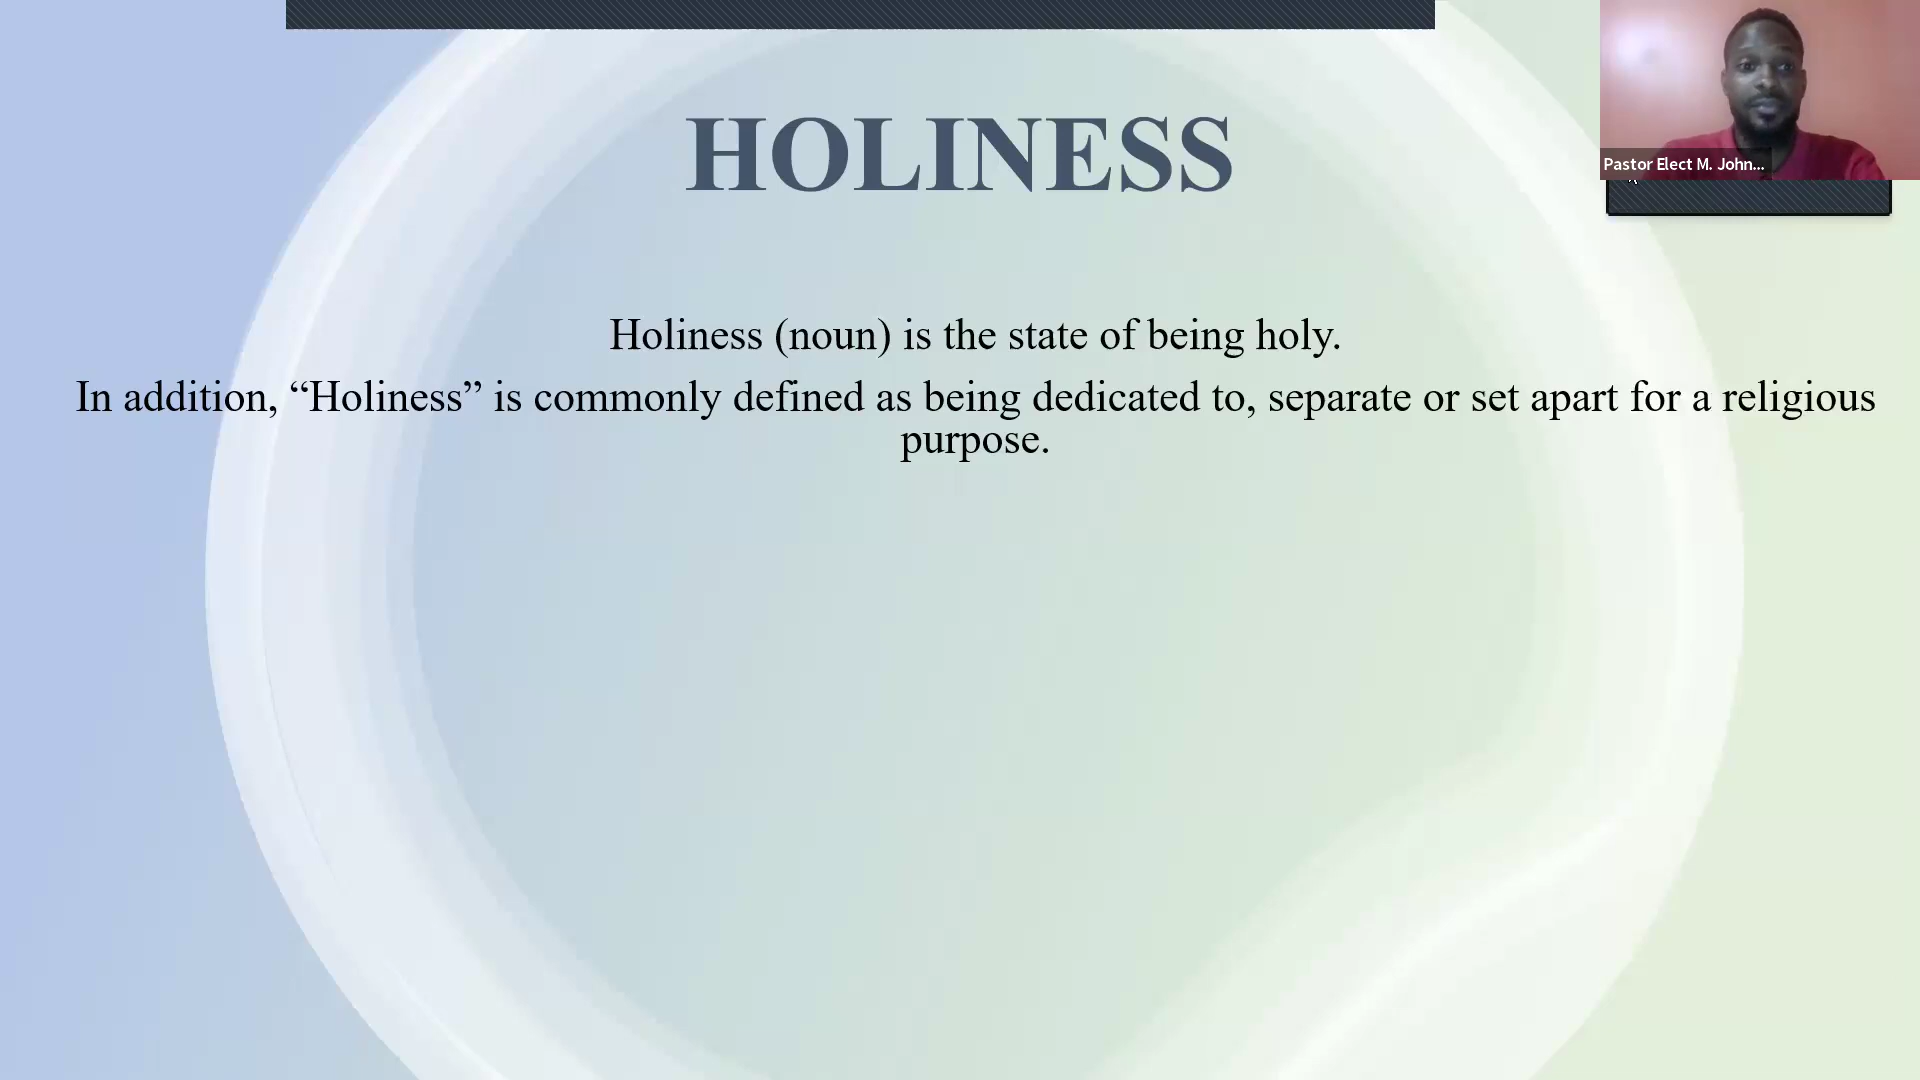 HOLINESS
Pastor Elect M. John...
Holiness (noun) is the state of being holy.
In addition, “Holiness” is commonly defined as being dedicated to, separate or set apart for a religious
purpose.